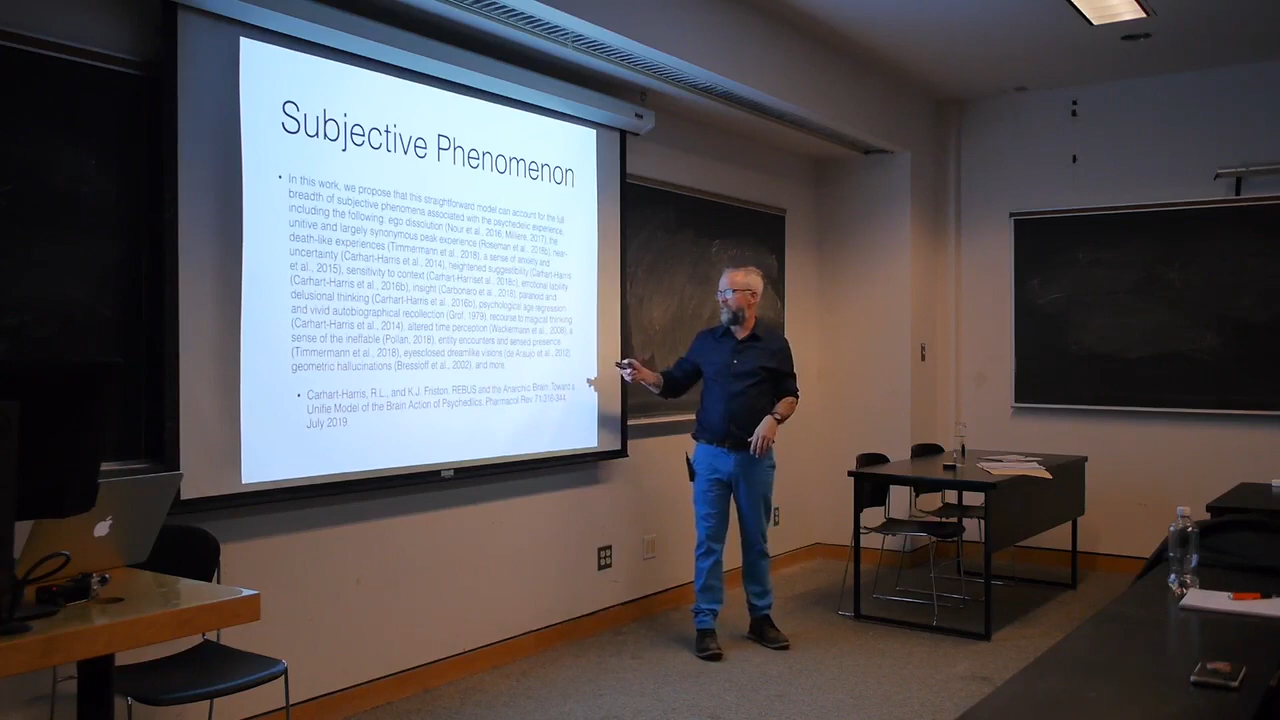 Subjective Phenomenon
• In this work, we propose that this straightforward model can account for the full
breadth of subjective phenomena associated with the psychedelic experience,
including the following: ego dissolution (Nour et al., 2016; Milliere, 2017), the
unitive and largely synonymous peak experience (Roseman et al., 2018b), near-
death-like experiences (Timmermann et al., 2018), a sense of anxiety and
uncertainty (Carhart-Harris et al., 2014), heightened suggestibility (Carhart-Harris
et al., 2015), sensitivity to context (Carhart-Harriset al., 2018c), emotional lability
(Carhart-Harris et al., 2016b), insight (Carbonaro et al., 2018), paranoid and
delusional thinking (Carhart-Harris et al., 2016b), psychological age regression
and vivid autobiographical recollection (Grof, 1979), recourse to magical thinking
(Carhart-Harris et al., 2014), altered time perception (Wackermann et al., 2008), a
sense of the ineffable (Pollan, 2018), entity encounters and sensed presence
(Timmermann et al., 2018), eyesclosed dreamlike visions (de Araujo et al., 2012),
geometric hallucinations (Bressloff et al., 2002), and more.
• Carhart-Harris, R.L., and K.J. Friston. REBUS and the Anarchic Brain: Toward a
Unifie Model of the Brain Action of Psychedlics, Pharmacol Rev 71:316-344,
July 2019